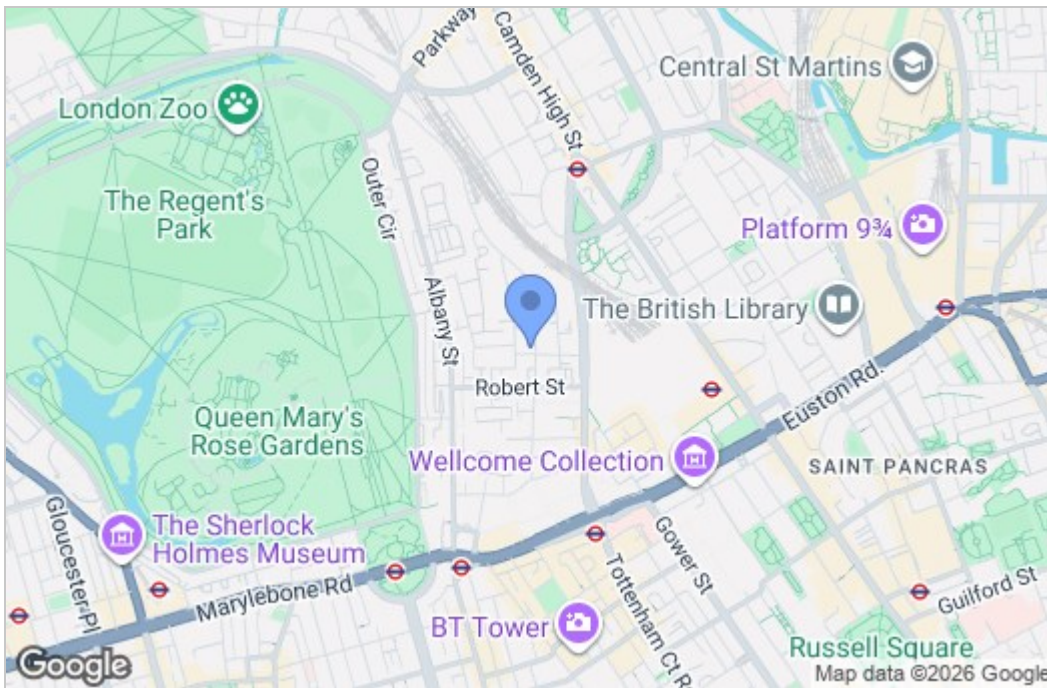 Parkway
Camden High St
Central St Martins
London Zoo
Outer Cir
The Regent's
Park
Platform 9¾
Albany St
The British Library
Robert St
Euston Rd.
Queen Mary's
Rose Gardens
Wellcome Collection
SAINT PANCRAS
Gloucester Pl
The Sherlock
Holmes Museum
Gower St
Marylebone Rd
Tottenham Ct R
Guilford St
BT Tower
Russell Square
Google
Map data ©2026 Google